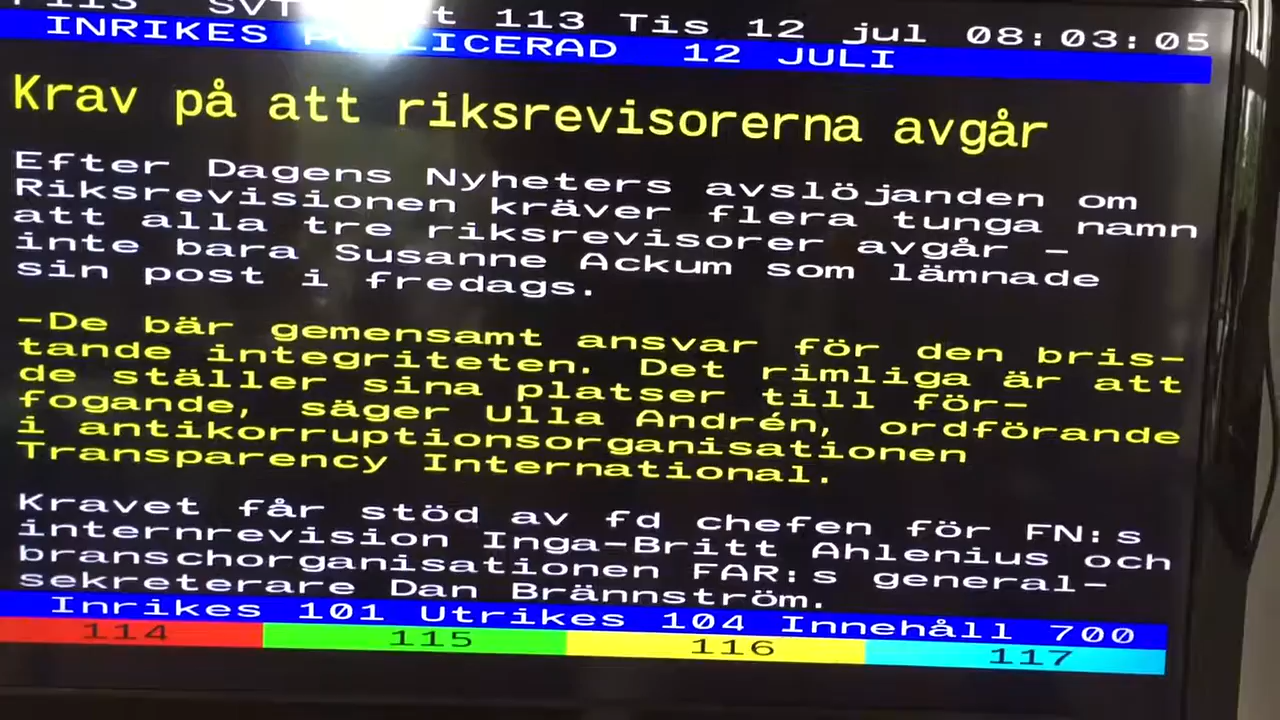 113 Tis 12 jul 08:03:05
INRIKES PUBLICERAD 12 JULI
Krav på att riksrevisorerna avgår
Efter Dagens Nyheters avslöjanden om
Riksrevisionen kräver flera tunga namn
att alla tre riksrevisorer avgår -
inte bara Susanne Ackum som lämnade
sin post i fredags.
-De bär gemensamt ansvar för den bris-
tande integriteten. Det rimliga är att
de ställer sina platser till för-
fogande, säger Ulla Andrén, ordförande
i antikorruptionsorganisationen
Transparency International.
Kravet får stöd av fd chefen för FN:s
internrevision Inga-Britt Ahlenius och
branschorganisationen FAR:s general-
sekreterare Dan Brännström.
Inrikes 101 Utrikes 104 Innehåll 700
114 115 116 117